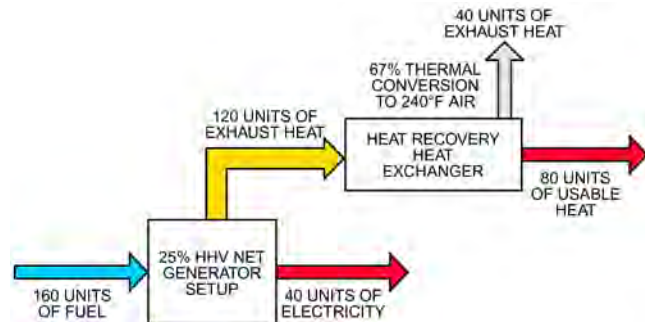 40 UNITS OF
EXHAUST HEAT
67% THERMAL
CONVERSION
TO 240°F AIR
120 UNITS OF
EXHAUST HEAT
HEAT RECOVERY
HEAT
EXCHANGER
80 UNITS
OF USABLE
HEAT
25% HHV NET
GENERATOR
SETUP
160 UNITS
OF FUEL
40 UNITS OF
ELECTRICITY